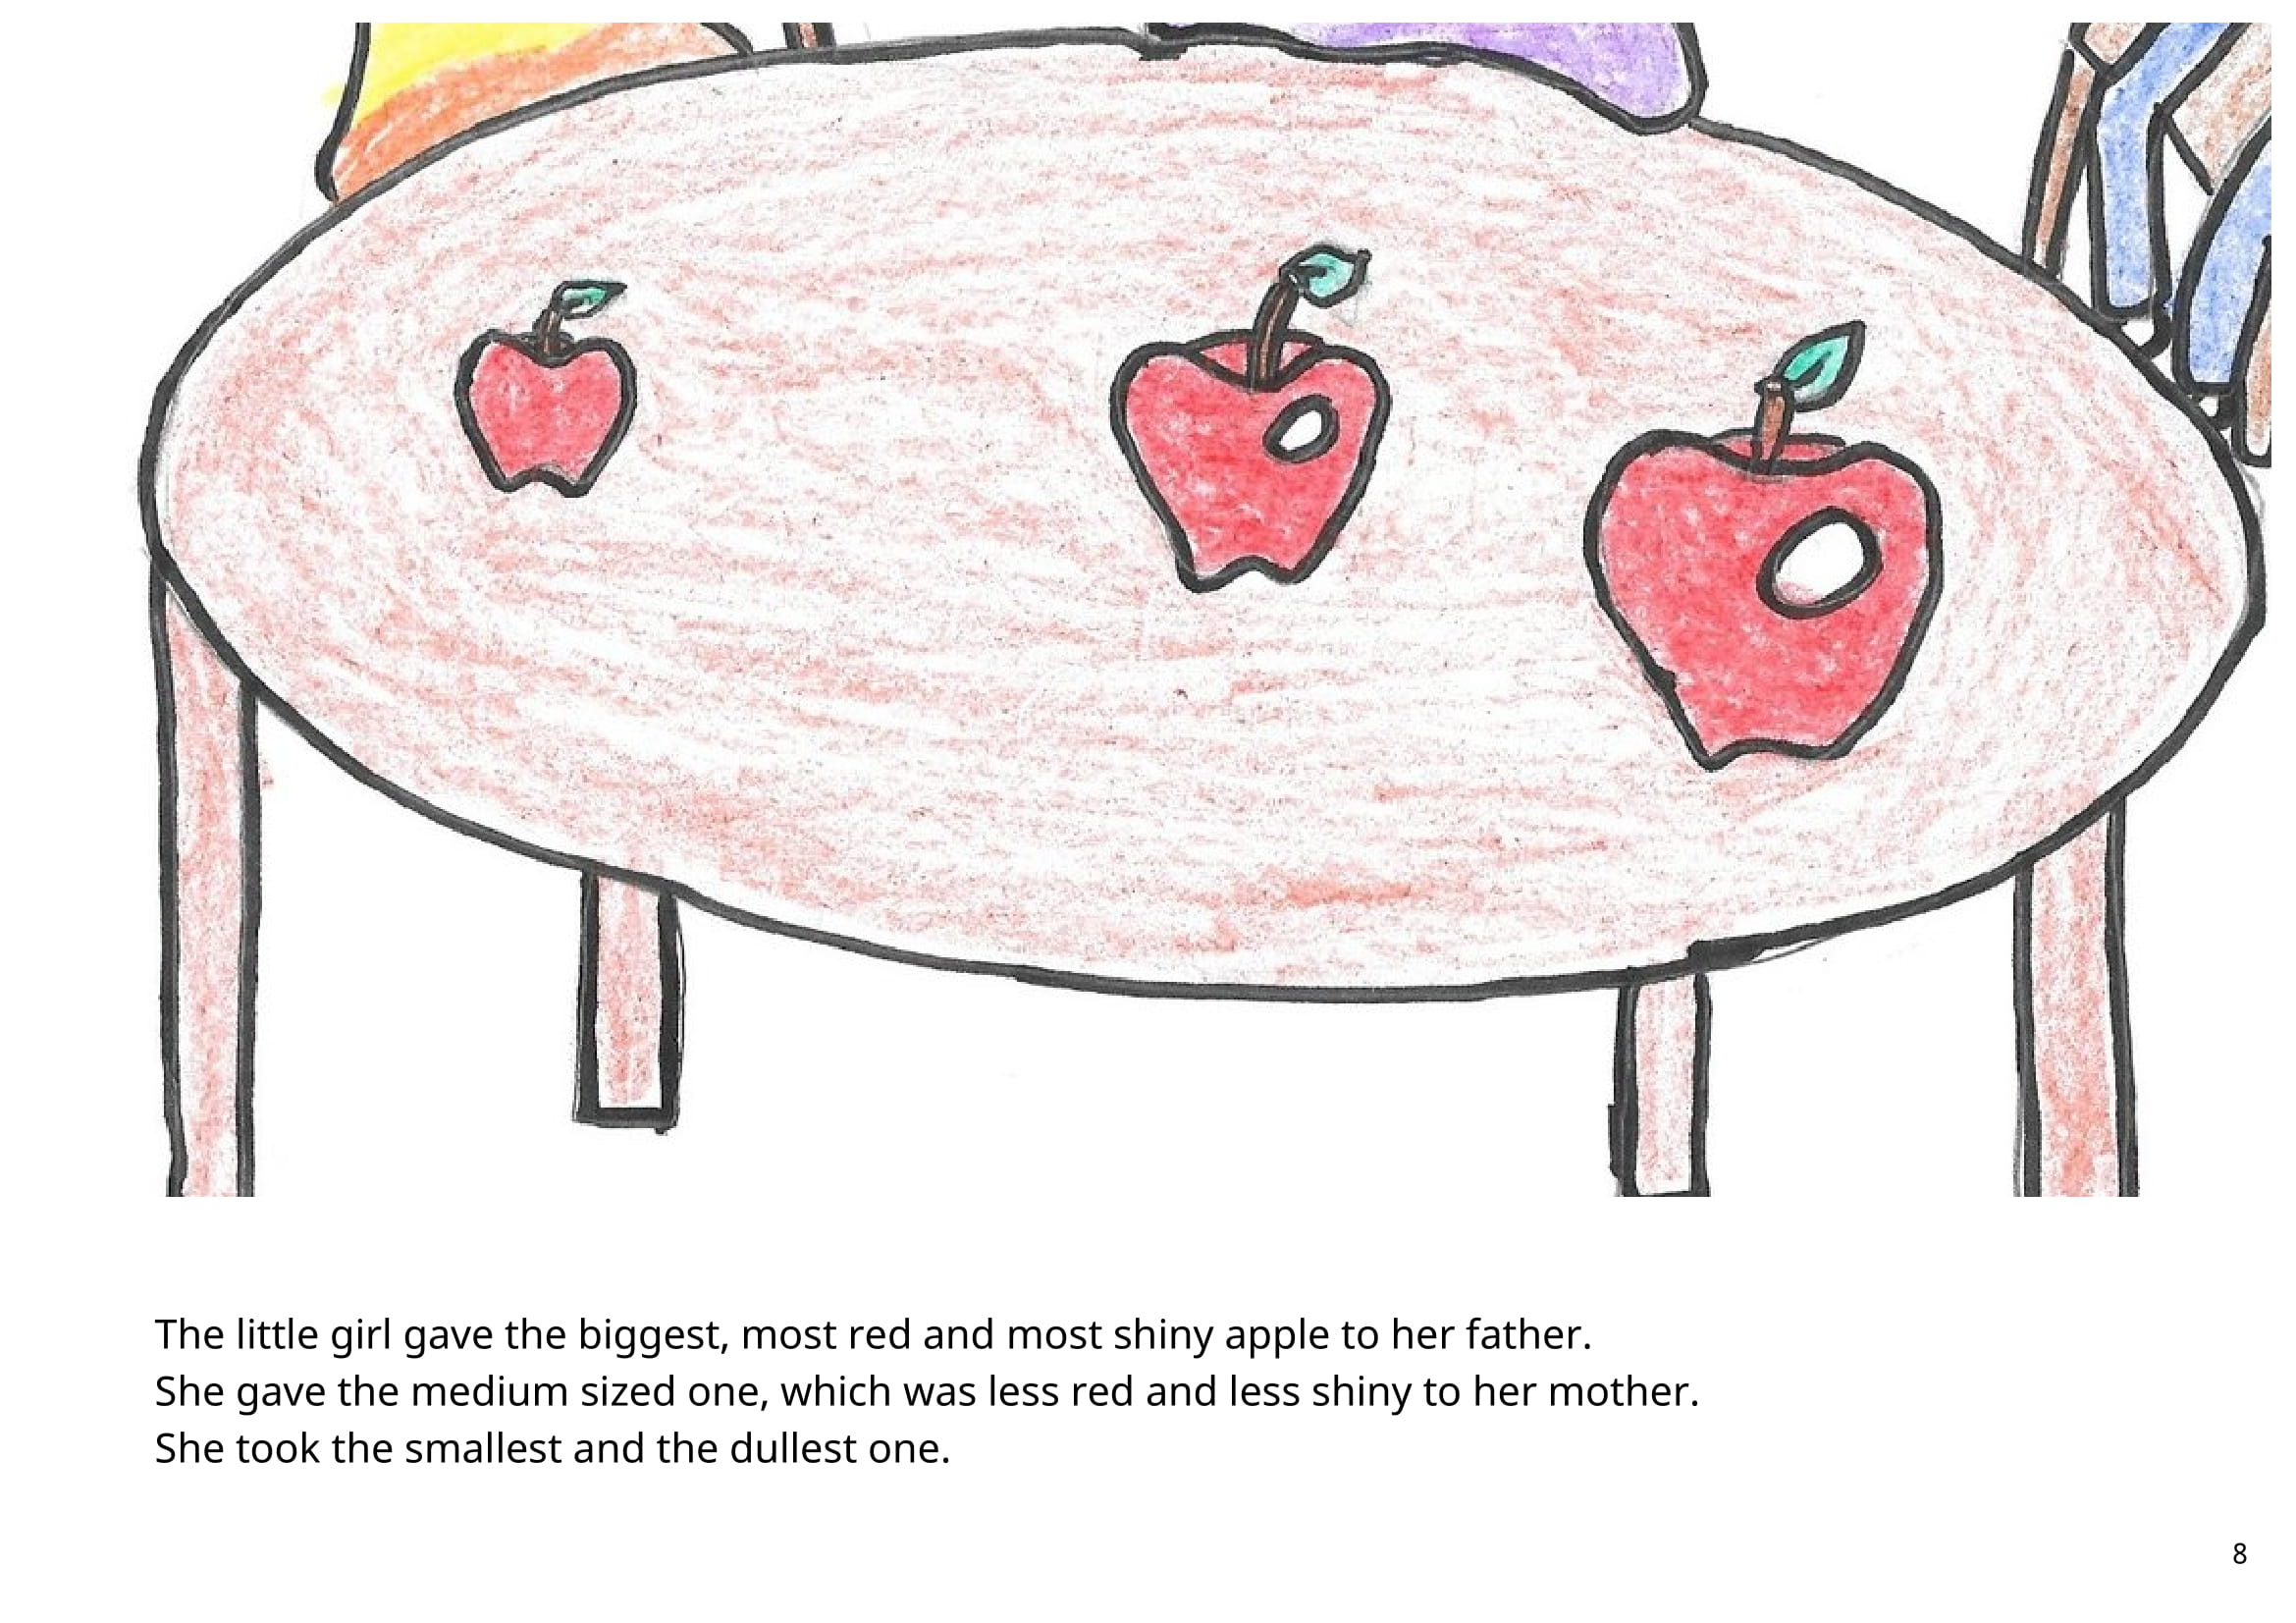 The little girl gave the biggest, most red and most shiny apple to her father.
She gave the medium sized one, which was less red and less shiny to her mother.
She took the smallest and the dullest one.
8